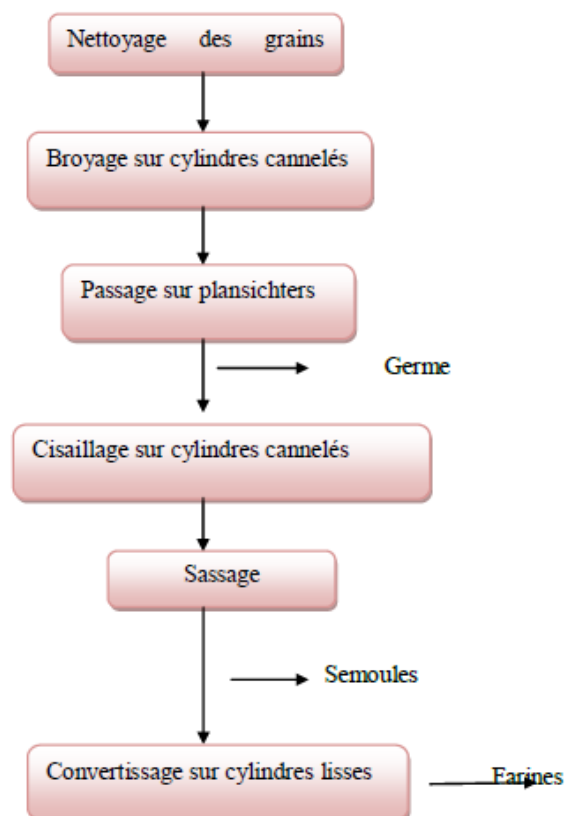 Nettoyage des grains
Broyage sur cylindres cannelés
Passage sur plansichters
Germe
Cisaillage sur cylindres cannelés
Sassage
Semoules
Convertissage sur cylindres lisses
Farines